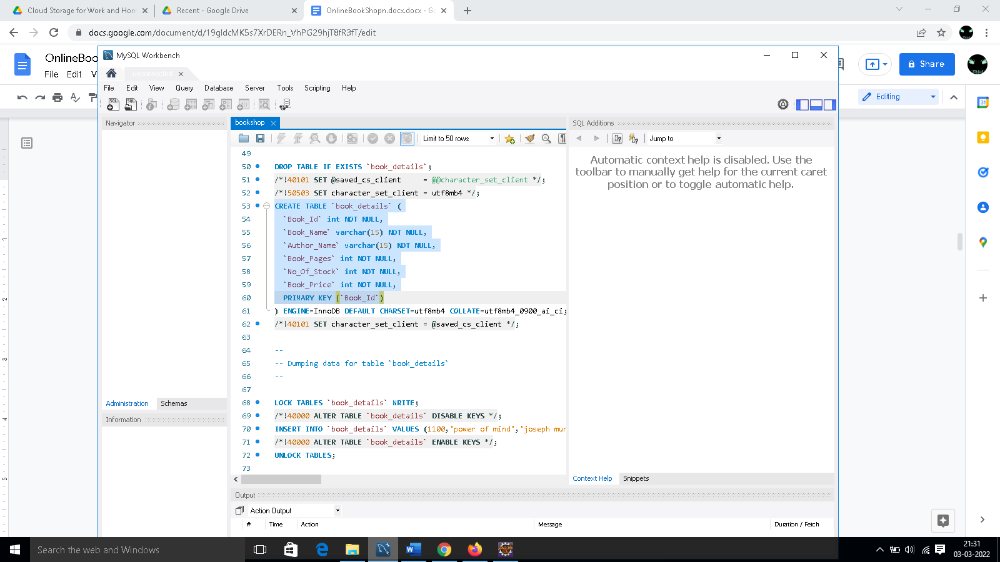 Cloud Storage for Work and Hom
Recent - Google Drive
OnlineBookShopn.docx.docx - Go
docs.google.com/document/d/19gIdcMK5s7XrDERn_VhPG29hjT8fR3fT/edit
OnlineBoo
File Edit V
Share
Editing
MySQL Workbench
unconnected
File Edit View Query Database Server Tools Scripting Help
Navigator
bookshop
SQL Additions
Limit to 50 rows
Jump to
Automatic context help is disabled. Use the
toolbar to manually get help for the current caret
position or to toggle automatic help.
49
50 DROP TABLE IF EXISTS `book_details`;
51 /*!40101 SET @saved_cs_client     = @@character_set_client */;
52 /*!50503 SET character_set_client = utf8mb4 */;
53 CREATE TABLE `book_details` (
54 `Book_Id` int NOT NULL,
55 `Book_Name` varchar(15) NOT NULL,
56 `Author_Name` varchar(15) NOT NULL,
57 `Book_Pages` int NOT NULL,
58 `No_Of_Stock` int NOT NULL,
59 `Book_Price` int NOT NULL,
60 PRIMARY KEY (`Book_Id`)
61 ) ENGINE=InnoDB DEFAULT CHARSET=utf8mb4 COLLATE=utf8mb4_0900_ai_ci;
62 /*!40101 SET character_set_client = @saved_cs_client */;
63
64 --
65 -- Dumping data for table `book_details`
66 --
67
68 LOCK TABLES `book_details` WRITE;
69 /*!40000 ALTER TABLE `book_details` DISABLE KEYS */;
70 INSERT INTO `book_details` VALUES (1100,'power of mind','joseph mur
71 /*!40000 ALTER TABLE `book_details` ENABLE KEYS */;
72 UNLOCK TABLES;
73
Administration Schemas
Information
Context Help Snippets
Output
Action Output
# Time Action Message Duration / Fetch
1
2
3
4
5
31
Search the web and Windows
21:31
03-03-2022